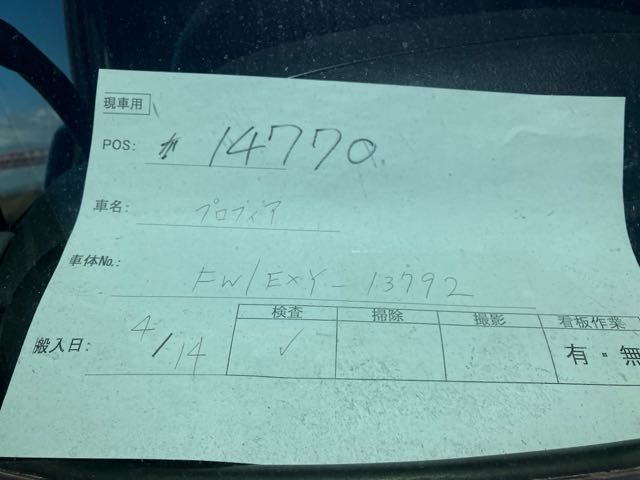 現車用
POS: カ 14770
車名: プロフィア
車体No.: FW1EXY-13792
検査 掃除 撮影 看板作業
搬入日: 4/14 ✓ 有・無